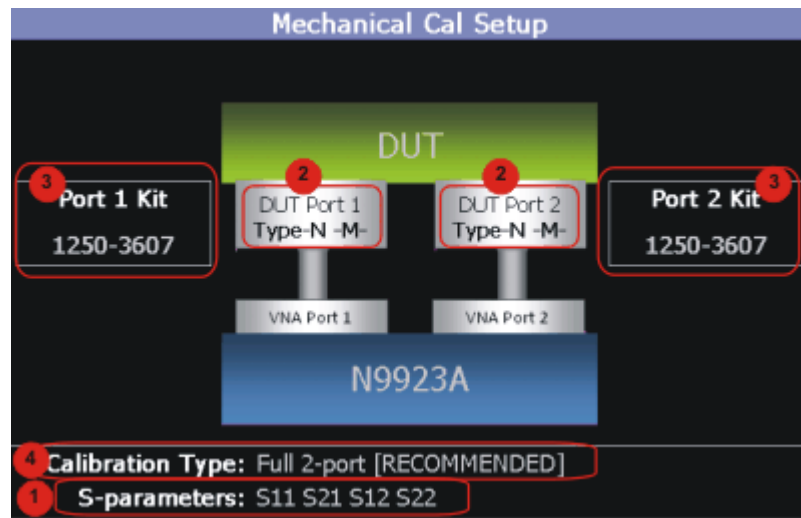 Mechanical Cal Setup
DUT
3
Port 1 Kit
1250-3607
2
DUT Port 1
Type-N -M-
2
DUT Port 2
Type-N -M-
3
Port 2 Kit
1250-3607
VNA Port 1
VNA Port 2
N9923A
4
Calibration Type: Full 2-port [RECOMMENDED]
1
S-parameters: S11 S21 S12 S22